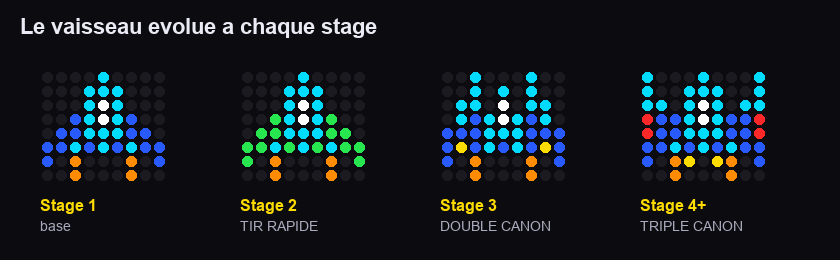 Le vaisseau evolue a chaque stage
Stage 1
base
Stage 2
TIR RAPIDE
Stage 3
DOUBLE CANON
Stage 4+
TRIPLE CANON